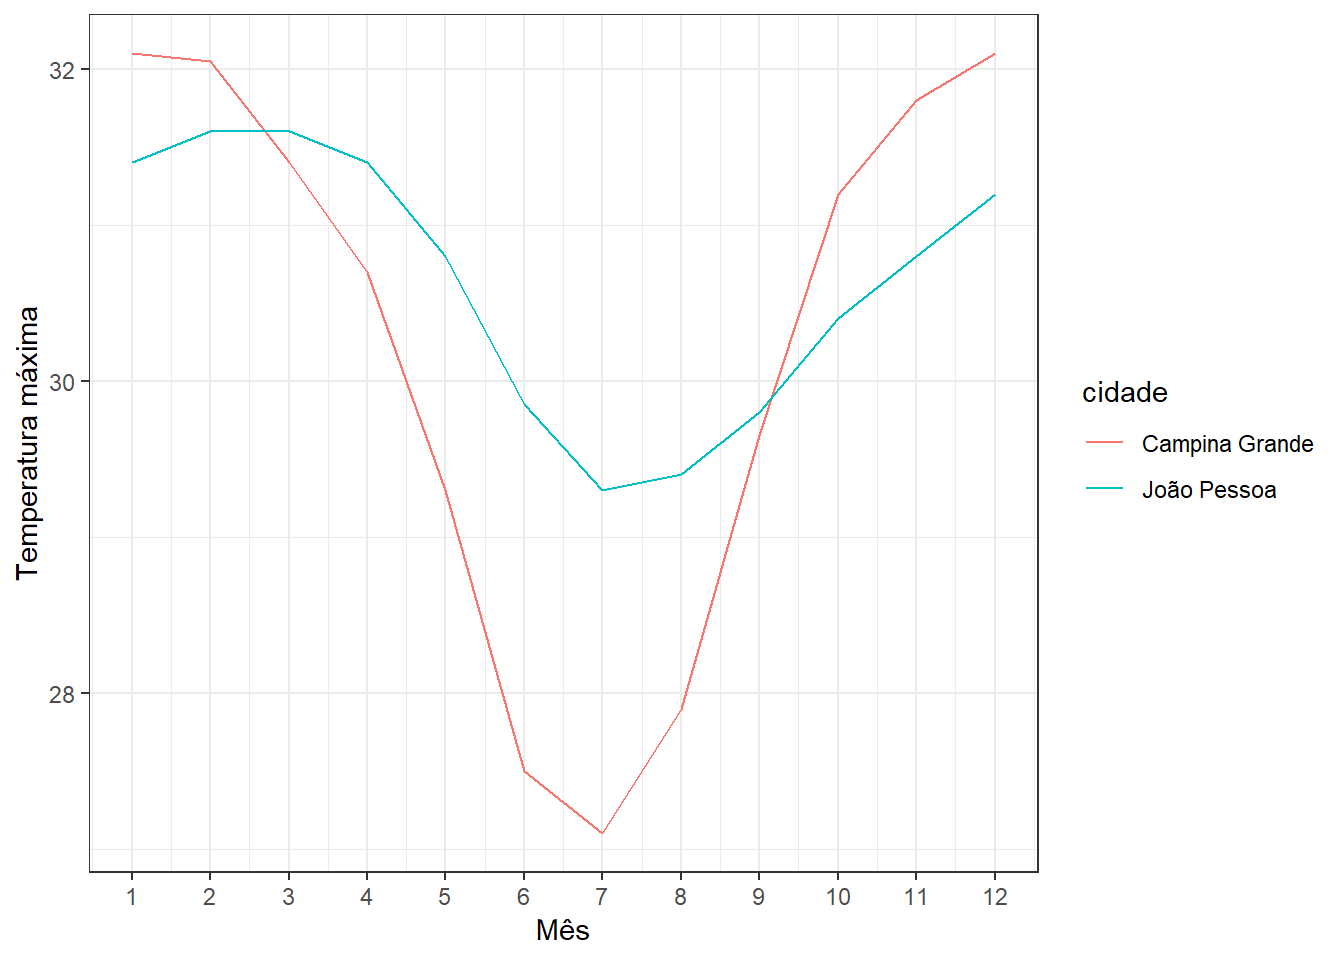 Temperatura máxima
32
30
28
1 2 3 4 5 6 7 8 9 10 11 12
Mês
cidade
Campina Grande
João Pessoa